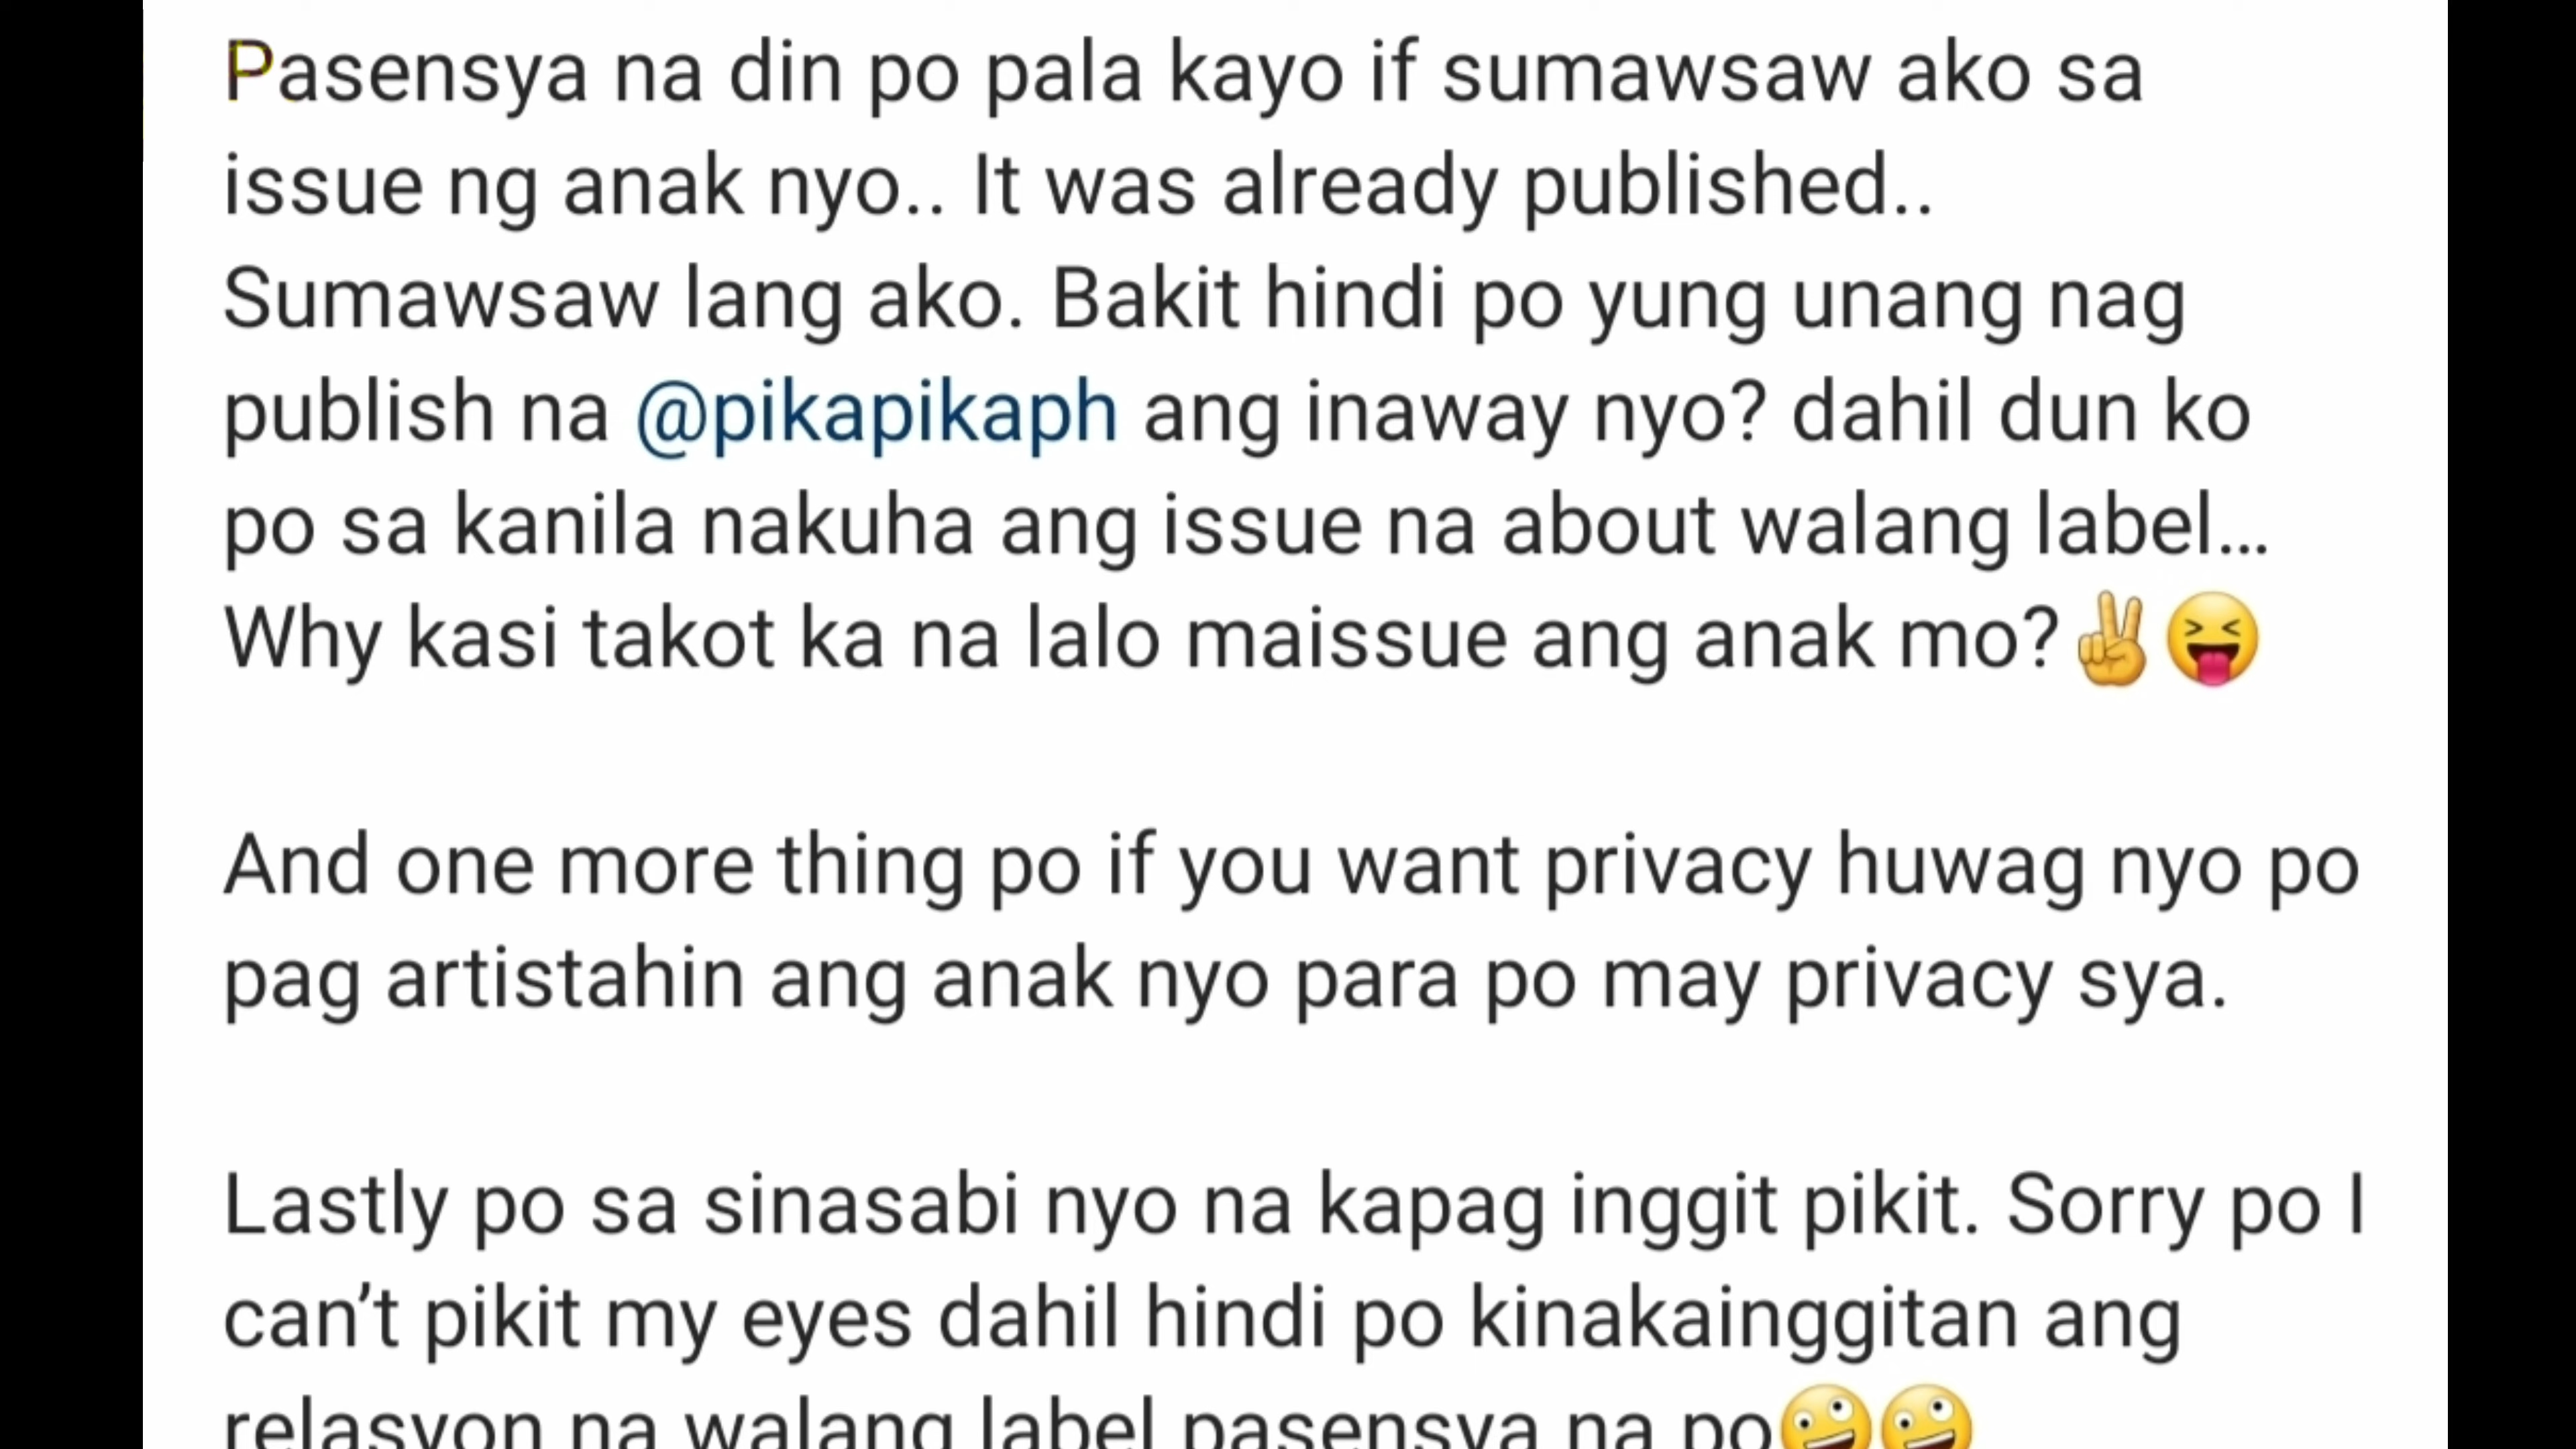 Pasensya na din po pala kayo if sumawsaw ako sa
issue ng anak nyo.. It was already published..
Sumawsaw lang ako. Bakit hindi po yung unang nag
publish na @pikapikaph ang inaway nyo? dahil dun ko
po sa kanila nakuha ang issue na about walang label...
Why kasi takot ka na lalo maissue ang anak mo?✌😝
And one more thing po if you want privacy huwag nyo po
pag artistahin ang anak nyo para po may privacy sya.
Lastly po sa sinasabi nyo na kapag inggit pikit. Sorry po I
can’t pikit my eyes dahil hindi po kinakainggitan ang
relasyon na walang label pasensya na po🤪🤪